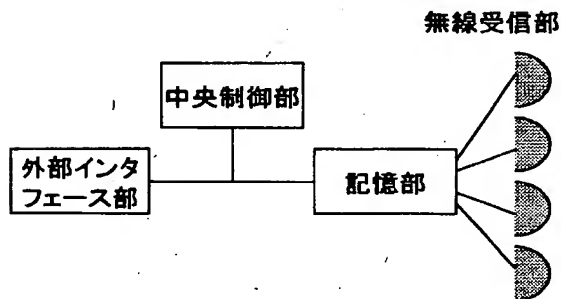 無線受信部
中央制御部
外部インタ
フェース部
記憶部